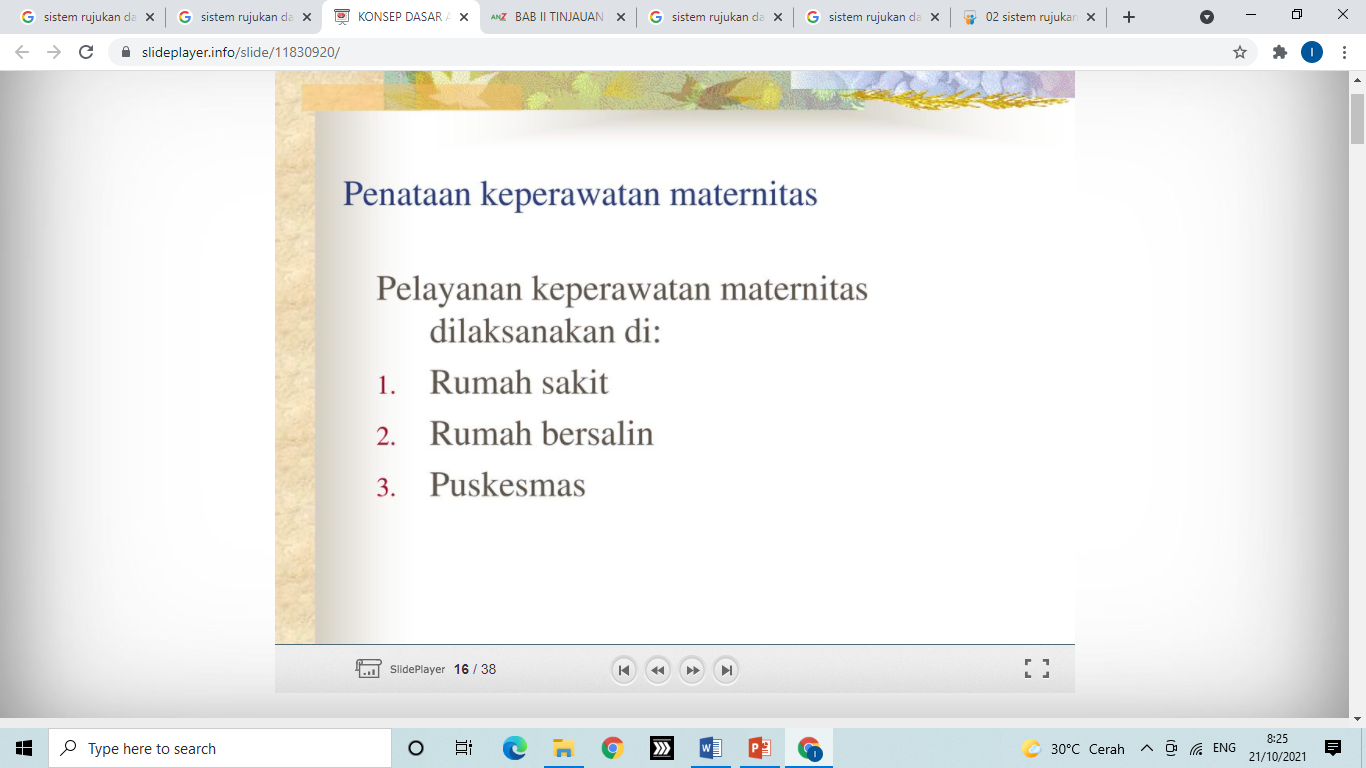 sistem rujukan da
sistem rujukan da
KONSEP DASAR A
BAB II TINJAUAN
sistem rujukan da
sistem rujukan da
02 sistem rujukan
slideplayer.info/slide/11830920/
I
Penataan keperawatan maternitas
Pelayanan keperawatan maternitas
dilaksanakan di:
1. Rumah sakit
2. Rumah bersalin
3. Puskesmas
SlidePlayer 16 / 38
Type here to search
30°C Cerah
ENG
8:25
21/10/2021